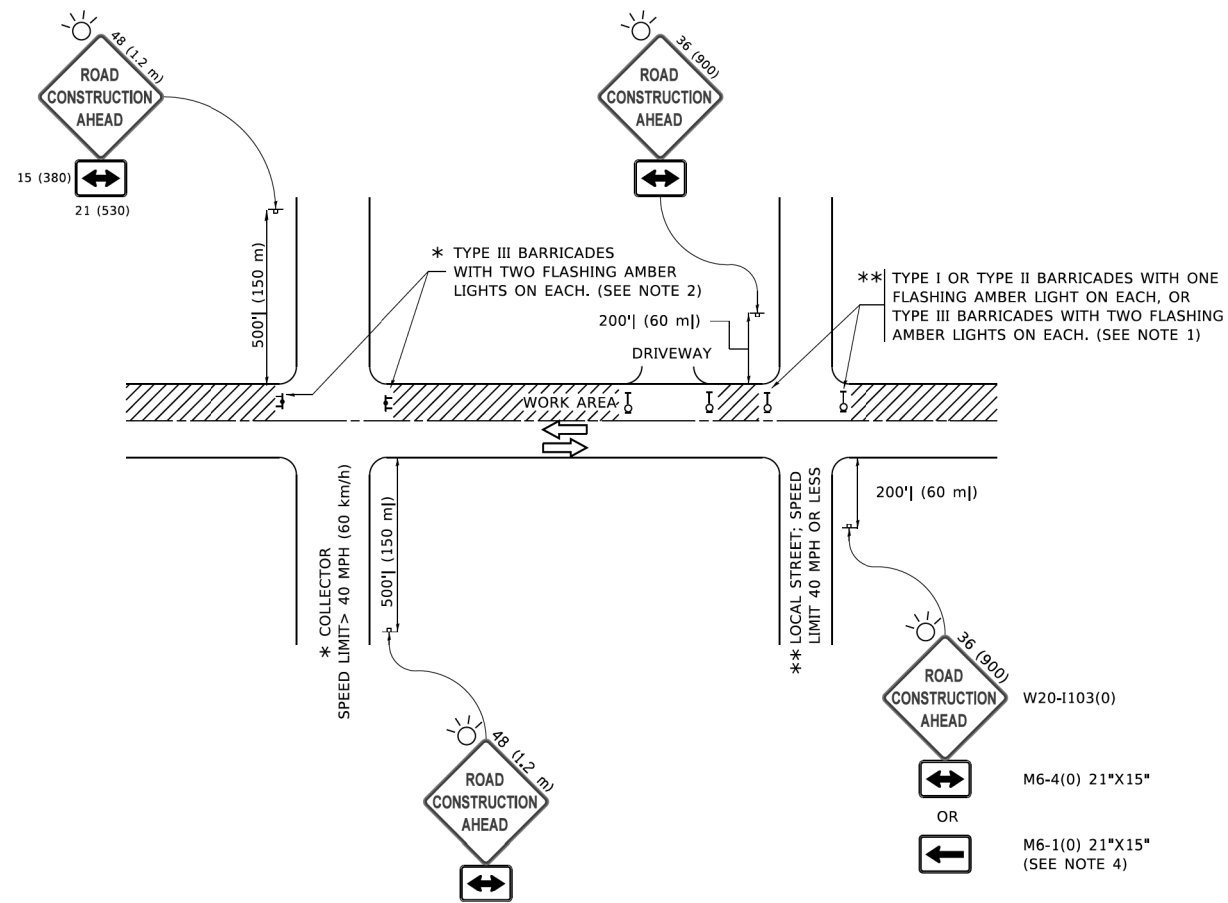 48 (1.2 m)
ROAD
CONSTRUCTION
AHEAD
15 (380)
21 (530)
36 (900)
ROAD
CONSTRUCTION
AHEAD
500'| (150 m)
* TYPE III BARRICADES
WITH TWO FLASHING AMBER
LIGHTS ON EACH. (SEE NOTE 2)
200'| (60 m|)
DRIVEWAY
** TYPE I OR TYPE II BARRICADES WITH ONE
FLASHING AMBER LIGHT ON EACH, OR
TYPE III BARRICADES WITH TWO FLASHING
AMBER LIGHTS ON EACH. (SEE NOTE 1)
WORK AREA
* COLLECTOR
SPEED LIMIT> 40 MPH (60 km/h)
500'| (150 m|)
** LOCAL STREET; SPEED
LIMIT 40 MPH OR LESS
200'| (60 m|)
48 (1.2 m)
ROAD
CONSTRUCTION
AHEAD
36 (900)
ROAD
CONSTRUCTION
AHEAD
W20-I103(0)
M6-4(0) 21"X15"
OR
M6-1(0) 21"X15"
(SEE NOTE 4)